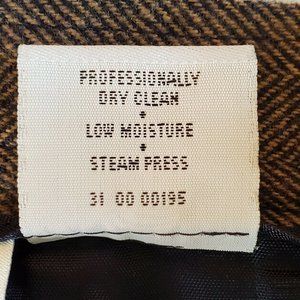 PROFESSIONALLY
DRY CLEAN
•
LOW MOISTURE
•
STEAM PRESS
31 00 00195